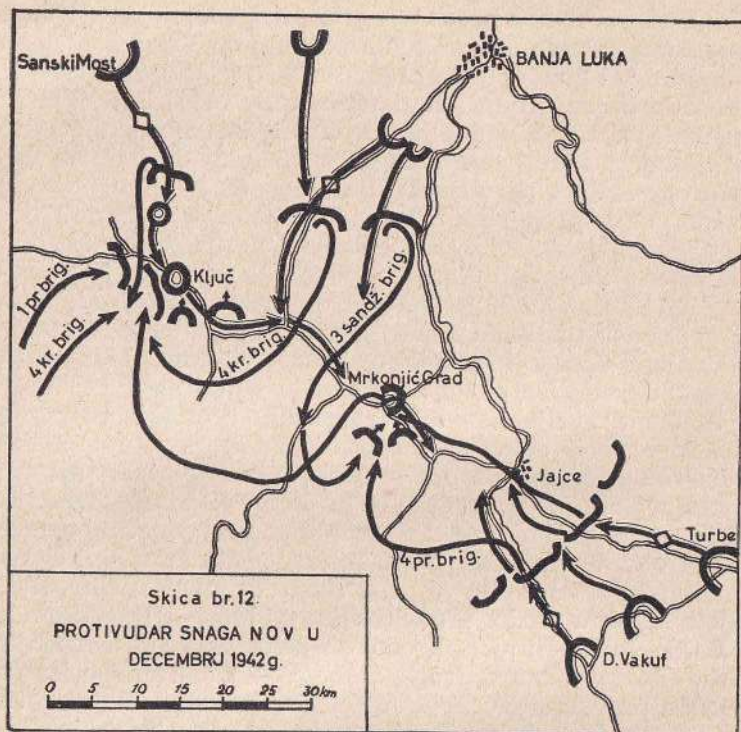 Sanski Most
BANJA LUKA
Ključ
1 pr brig.
4 kr. brig.
4 kr. brig.
3 sandž. brig.
Mrkonjić Grad
Jajce
Turbe
4 pr. brig.
D. Vakuf
Skica br. 12.
PROTIVUDAR SNAGA NOV U
DECEMBRU 1942 g.
0 5 10 15 20 25 30 km